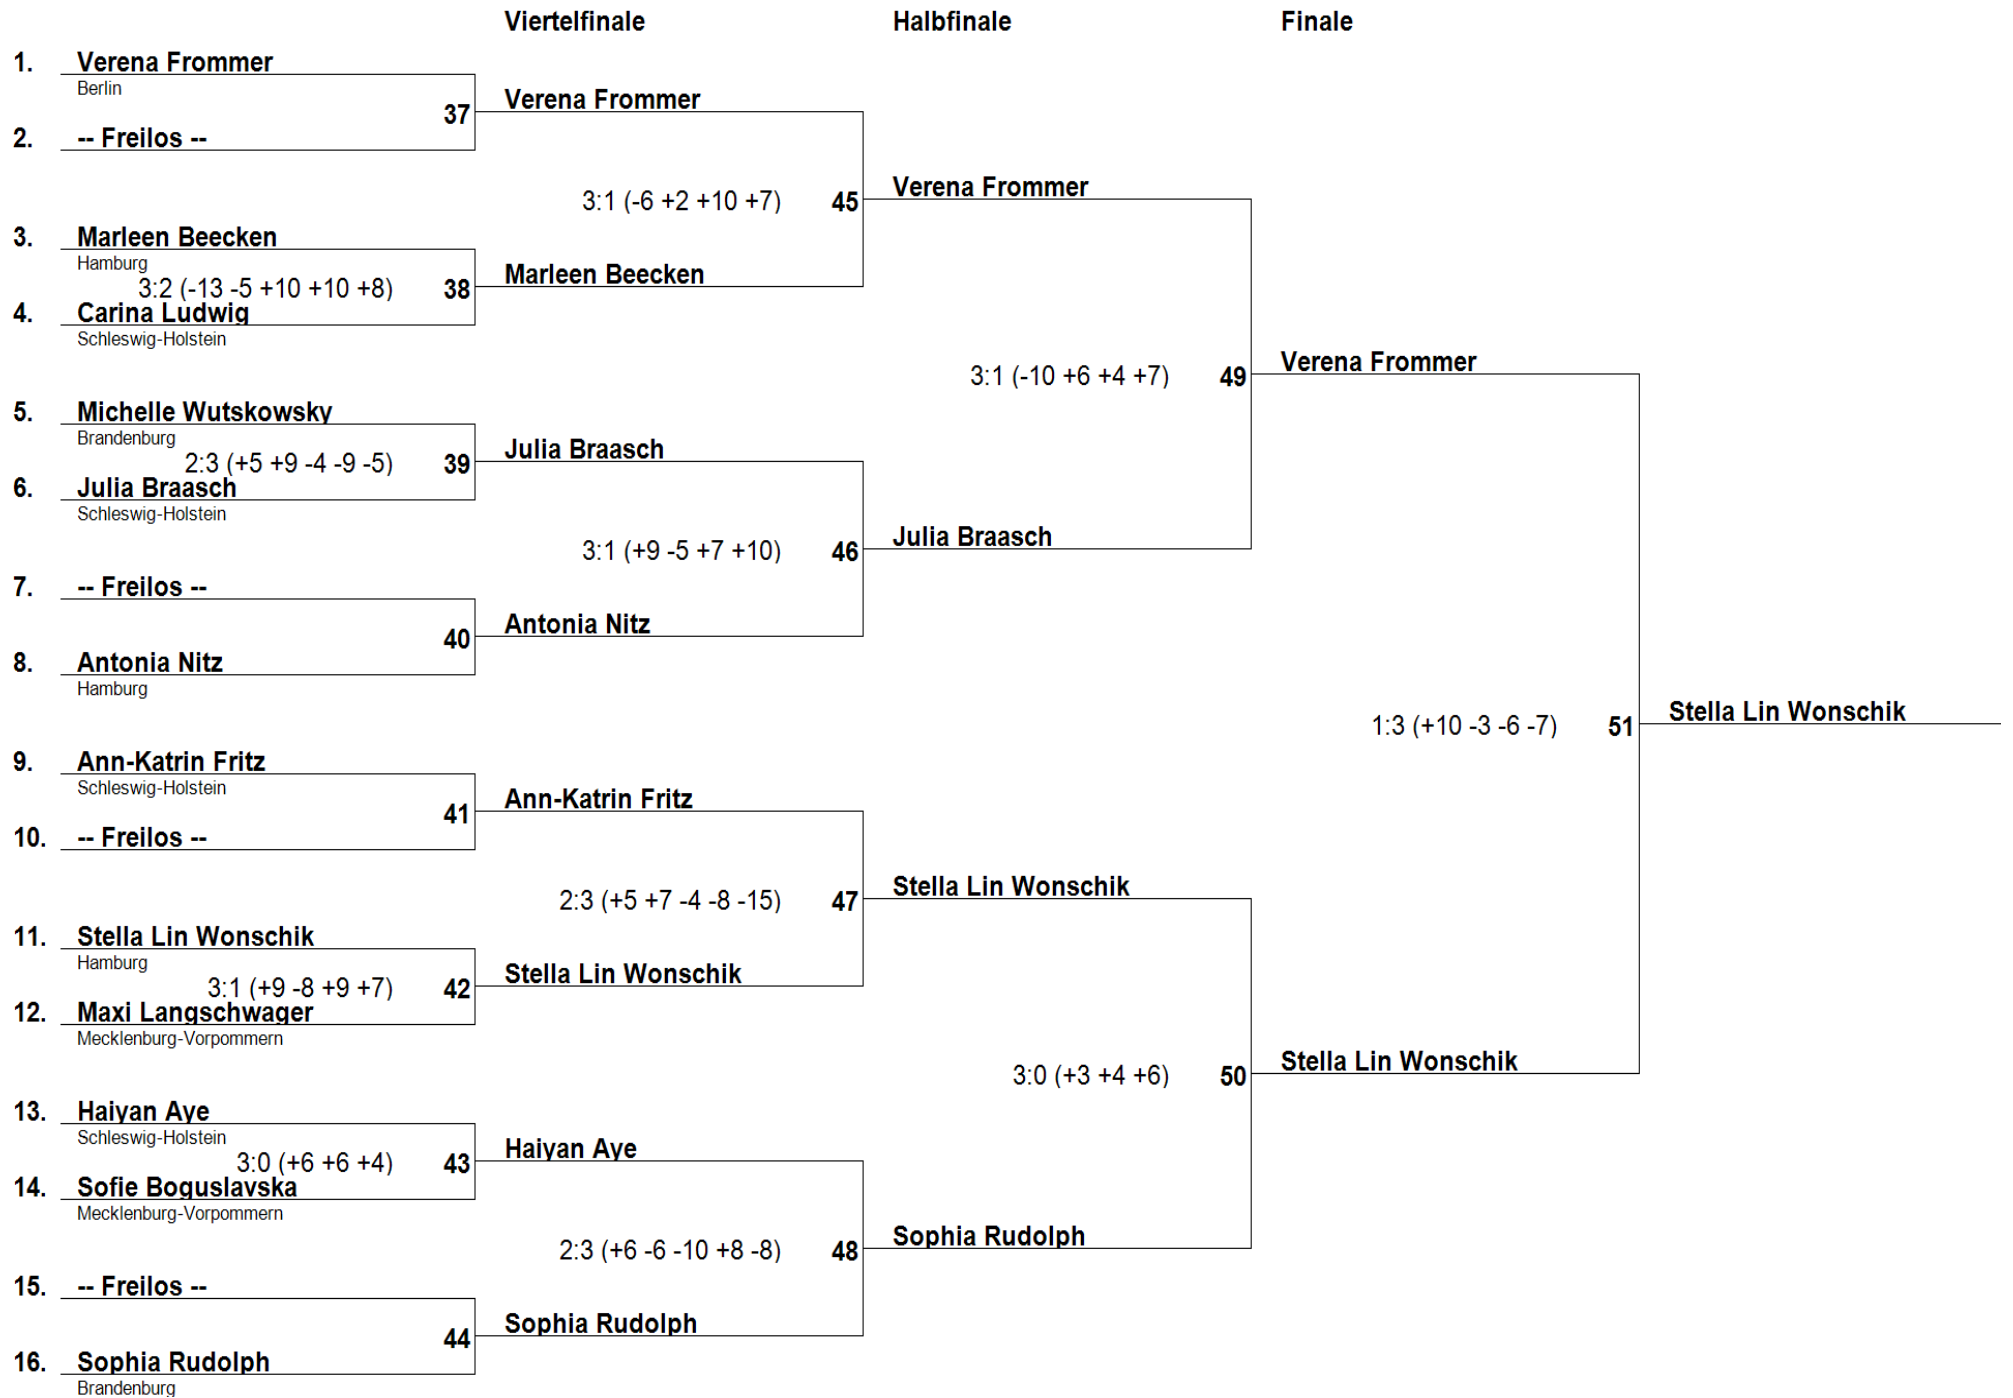 Viertelfinale Halbfinale Finale
1. Verena Frommer
Berlin
37 Verena Frommer
2. -- Freilos --
3:1 (-6 +2 +10 +7) 45 Verena Frommer
3. Marleen Beecken
Hamburg
3:2 (-13 -5 +10 +10 +8) 38 Marleen Beecken
4. Carina Ludwig
Schleswig-Holstein
3:1 (-10 +6 +4 +7) 49 Verena Frommer
5. Michelle Wutskowsky
Brandenburg
2:3 (+5 +9 -4 -9 -5) 39 Julia Braasch
6. Julia Braasch
Schleswig-Holstein
3:1 (+9 -5 +7 +10) 46 Julia Braasch
7. -- Freilos --
40 Antonia Nitz
8. Antonia Nitz
Hamburg
1:3 (+10 -3 -6 -7) 51 Stella Lin Wonschik
9. Ann-Katrin Fritz
Schleswig-Holstein
41 Ann-Katrin Fritz
10. -- Freilos --
2:3 (+5 +7 -4 -8 -15) 47 Stella Lin Wonschik
11. Stella Lin Wonschik
Hamburg
3:1 (+9 -8 +9 +7) 42 Stella Lin Wonschik
12. Maxi Langschwager
Mecklenburg-Vorpommern
3:0 (+3 +4 +6) 50 Stella Lin Wonschik
13. Haiyan Aye
Schleswig-Holstein
3:0 (+6 +6 +4) 43 Haiyan Aye
14. Sofie Boguslavska
Mecklenburg-Vorpommern
2:3 (+6 -6 -10 +8 -8) 48 Sophia Rudolph
15. -- Freilos --
44 Sophia Rudolph
16. Sophia Rudolph
Brandenburg